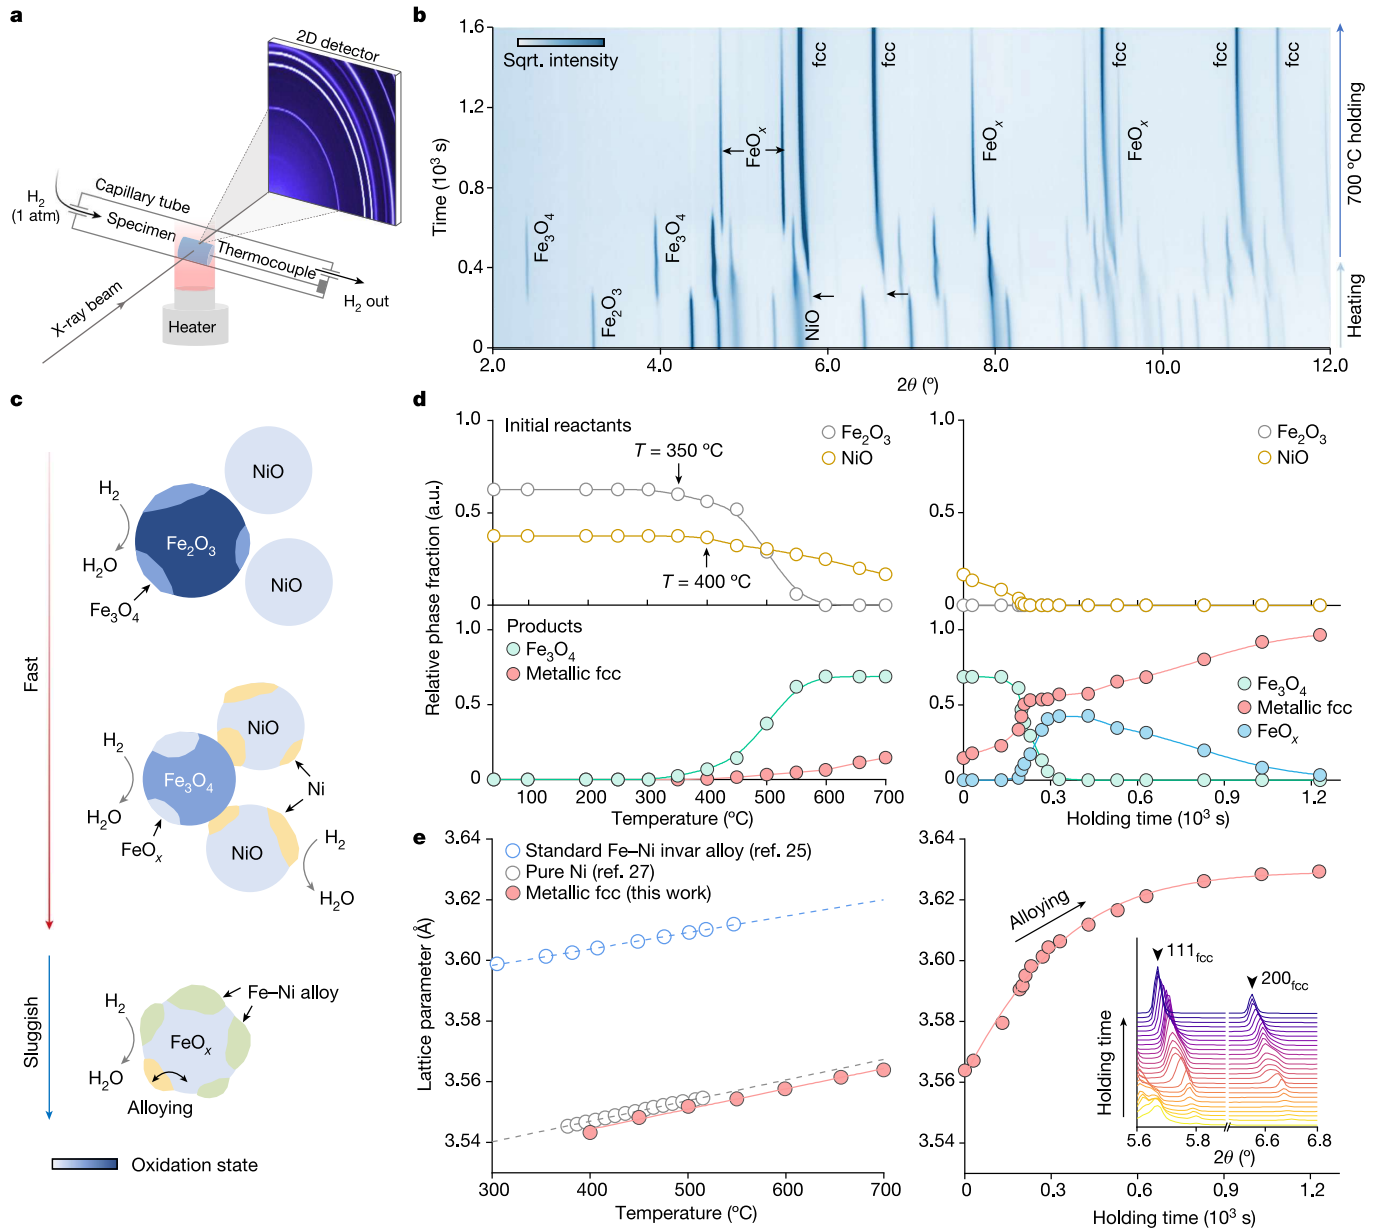 a
2D detector
H2
(1 atm)
Capillary tube
Specimen
Thermocouple
H2 out
X-ray beam
Heater
b
Sqrt. intensity
Time (10³ s)
1.6
1.2
0.8
0.4
0
2.0
4.0
6.0
8.0
10.0
12.0
2θ (º)
Fe3O4
Fe3O4
Fe2O3
NiO
FeOx
FeOx
FeOx
fcc
fcc
fcc
fcc
fcc
700 ºC holding
Heating
c
Fast
Sluggish
H2
H2O
Fe2O3
NiO
NiO
Fe3O4
H2
H2O
Fe3O4
NiO
NiO
Ni
FeOx
H2
H2O
H2
H2O
FeOx
Fe–Ni alloy
Alloying
Oxidation state
d
Relative phase fraction (a.u.)
1.0
0.5
0
1.0
0.5
0
Initial reactants
Fe2O3
NiO
T = 350 ºC
T = 400 ºC
Products
Fe3O4
Metallic fcc
0
100
200
300
400
500
600
700
Temperature (ºC)
1.0
0.5
0
1.0
0.5
0
Fe2O3
NiO
Fe3O4
Metallic fcc
FeOx
0
0.3
0.6
0.9
1.2
Holding time (10³ s)
e
Lattice parameter (Å)
3.64
3.62
3.60
3.58
3.56
3.54
Standard Fe–Ni invar alloy (ref. 25)
Pure Ni (ref. 27)
Metallic fcc (this work)
300
400
500
600
700
Temperature (ºC)
3.64
3.62
3.60
3.58
3.56
3.54
3.53
Alloying
111fcc
200fcc
Holding time
5.6
5.8
6.6
6.8
2θ (º)
0
0.3
0.6
0.9
1.2
Holding time (10³ s)